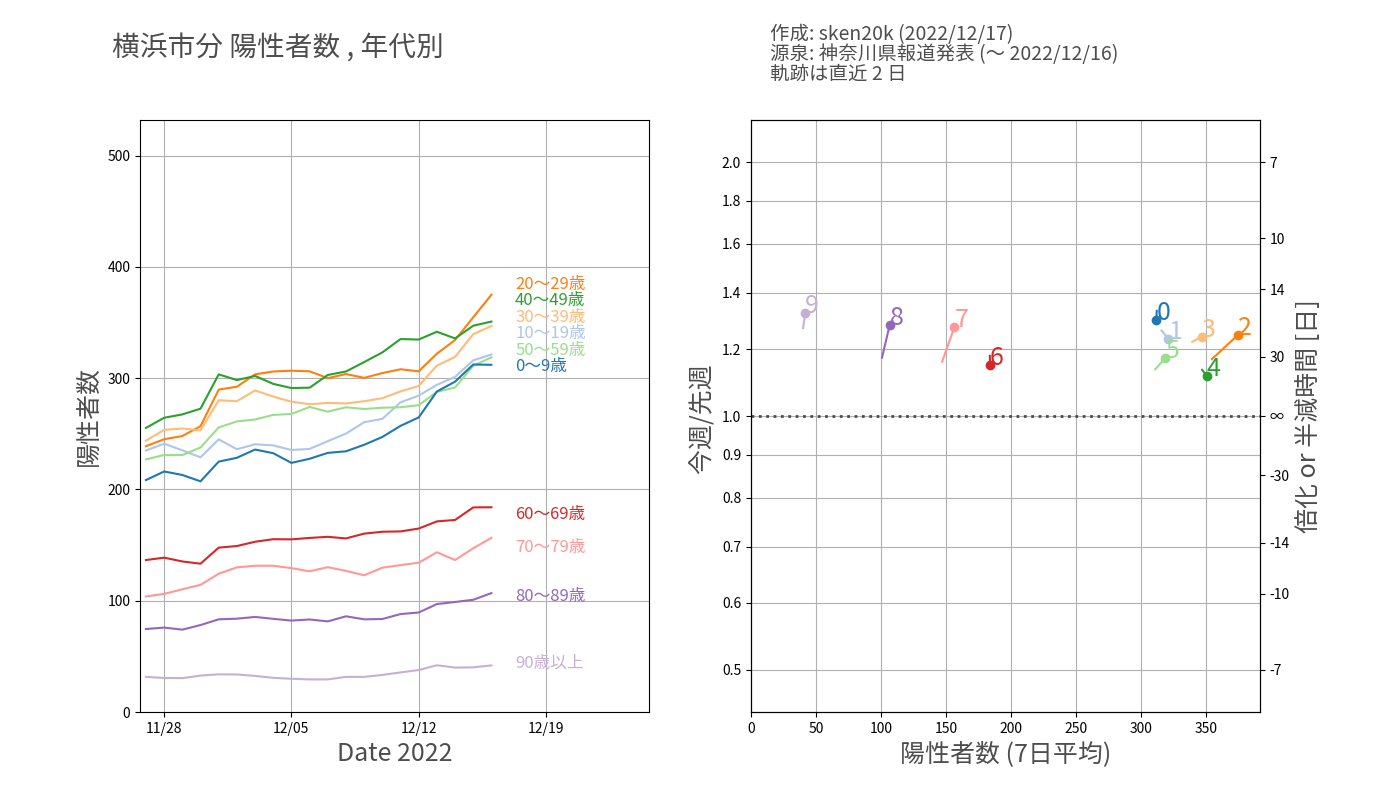 横浜市分 陽性者数 , 年代別
作成: sken20k (2022/12/17)
源泉: 神奈川県報道発表 (〜 2022/12/16)
軌跡は直近 2 日
陽性者数
500
400
300
200
100
0
11/28
12/05
12/12
12/19
Date 2022
20〜29歳
40〜49歳
30〜39歳
10〜19歳
50〜59歳
0〜9歳
60〜69歳
70〜79歳
80〜89歳
90歳以上
今週/先週
2.0
1.8
1.6
1.4
1.2
1.0
0.9
0.8
0.7
0.6
0.5
9
8
7
6
0
1
5
3
4
2
0
50
100
150
200
250
300
350
陽性者数 (7日平均)
7
10
14
30
∞
-30
-14
-10
-7
倍化 or 半減時間 [日]